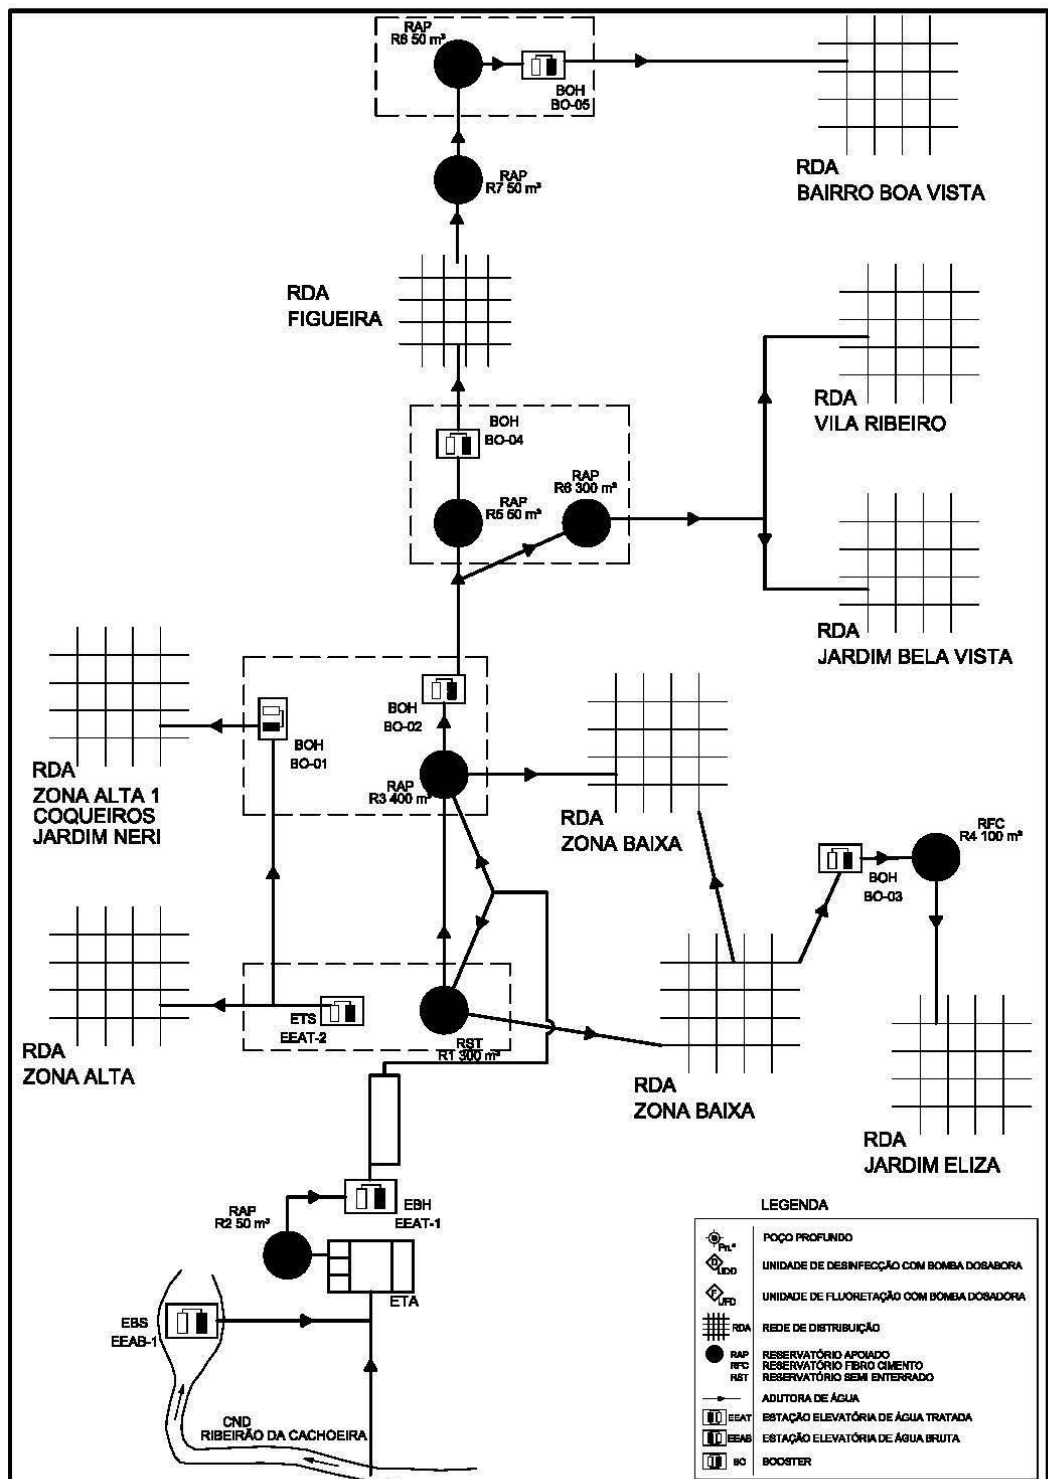 RAP
R8 50 m³
BOH
BO-05
RDA
BAIRRO BOA VISTA
RAP
R7 50 m³
RDA
FIGUEIRA
RDA
VILA RIBEIRO
BOH
BO-04
RAP
R6 300 m³
RAP
R5 50 m³
RDA
JARDIM BELA VISTA
BOH
BO-02
BOH
BO-01
RDA
ZONA ALTA 1
COQUEIROS
JARDIM NERI
RAP
R3 400 m³
RDA
ZONA BAIXA
RFC
R4 100 m³
BOH
BO-03
ETS
EEAT-2
RST
R1 300 m³
RDA
ZONA ALTA
RDA
ZONA BAIXA
RDA
JARDIM ELIZA
EBH
EEAT-1
RAP
R2 50 m³
ETA
EBS
EEAB-1
CND
RIBEIRÃO DA CACHOEIRA
LEGENDA
Pn.º POÇO PROFUNDO
D UDD UNIDADE DE DESINFECÇÃO COM BOMBA DOSABORA
F UFD UNIDADE DE FLUORETAÇÃO COM BOMBA DOSADORA
RDA REDE DE DISTRIBUIÇÃO
RAP RESERVATÓRIO APOIADO
RFC RESERVATÓRIO FIBRO CIMENTO
RST RESERVATÓRIO SEMI ENTERRADO
ADUTORA DE ÁGUA
EEAT ESTAÇÃO ELEVATÓRIA DE ÁGUA TRATADA
EEAB ESTAÇÃO ELEVATÓRIA DE ÁGUA BRUTA
BO BOOSTER